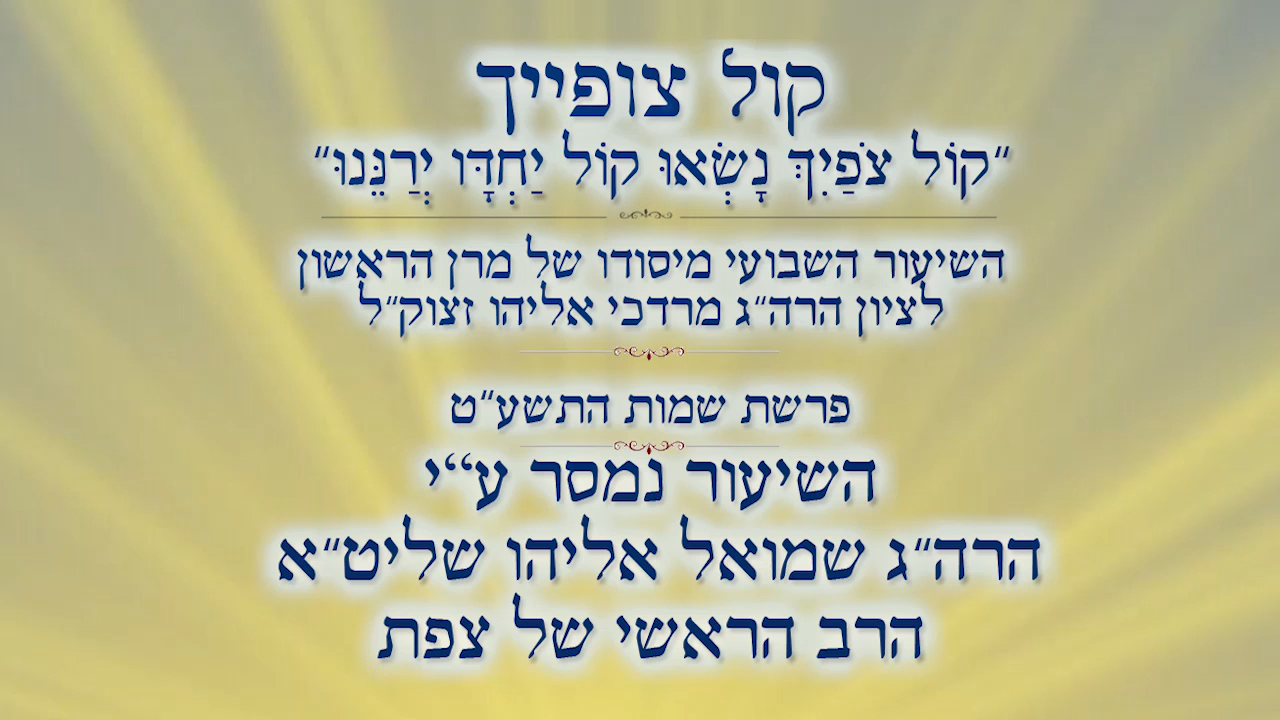 קול צופייך
"קוֹל צֹפַיִךְ נָשְׂאוּ קוֹל יַחְדָּו יְרַנֵּנוּ"
השיעור השבועי מיסודו של מרן הראשון
לציון הרה"ג מרדכי אליהו זצוק"ל
פרשת שמות התשע"ט
השיעור נמסר ע"י
הרה"ג שמואל אליהו שליט"א
הרב הראשי של צפת